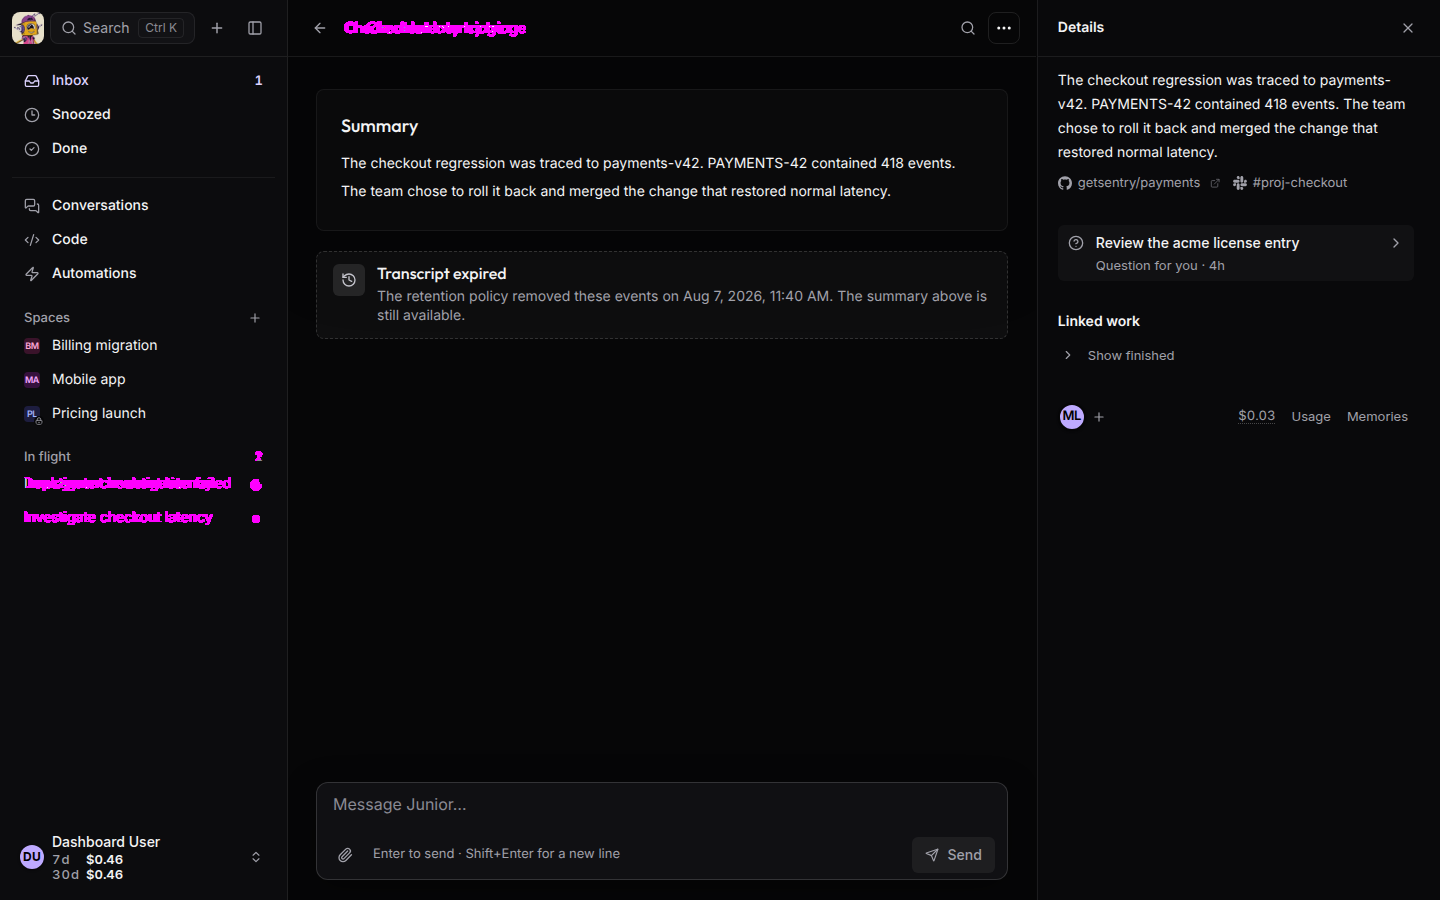 Search Ctrl K
Inbox 1
Snoozed
Done
Conversations
Code
Automations
Spaces
BM Billing migration
MA Mobile app
PL Pricing launch
In flight
Investigate checkout latency
DU Dashboard User
7d $0.46
30d $0.46
Summary
The checkout regression was traced to payments-v42. PAYMENTS-42 contained 418 events.
The team chose to roll it back and merged the change that restored normal latency.
Transcript expired
The retention policy removed these events on Aug 7, 2026, 11:40 AM. The summary above is
still available.
Message Junior...
Enter to send · Shift+Enter for a new line
Send
Details
The checkout regression was traced to payments-
v42. PAYMENTS-42 contained 418 events. The team
chose to roll it back and merged the change that
restored normal latency.
getsentry/payments #proj-checkout
Review the acme license entry
Question for you · 4h
Linked work
Show finished
ML $0.03 Usage Memories